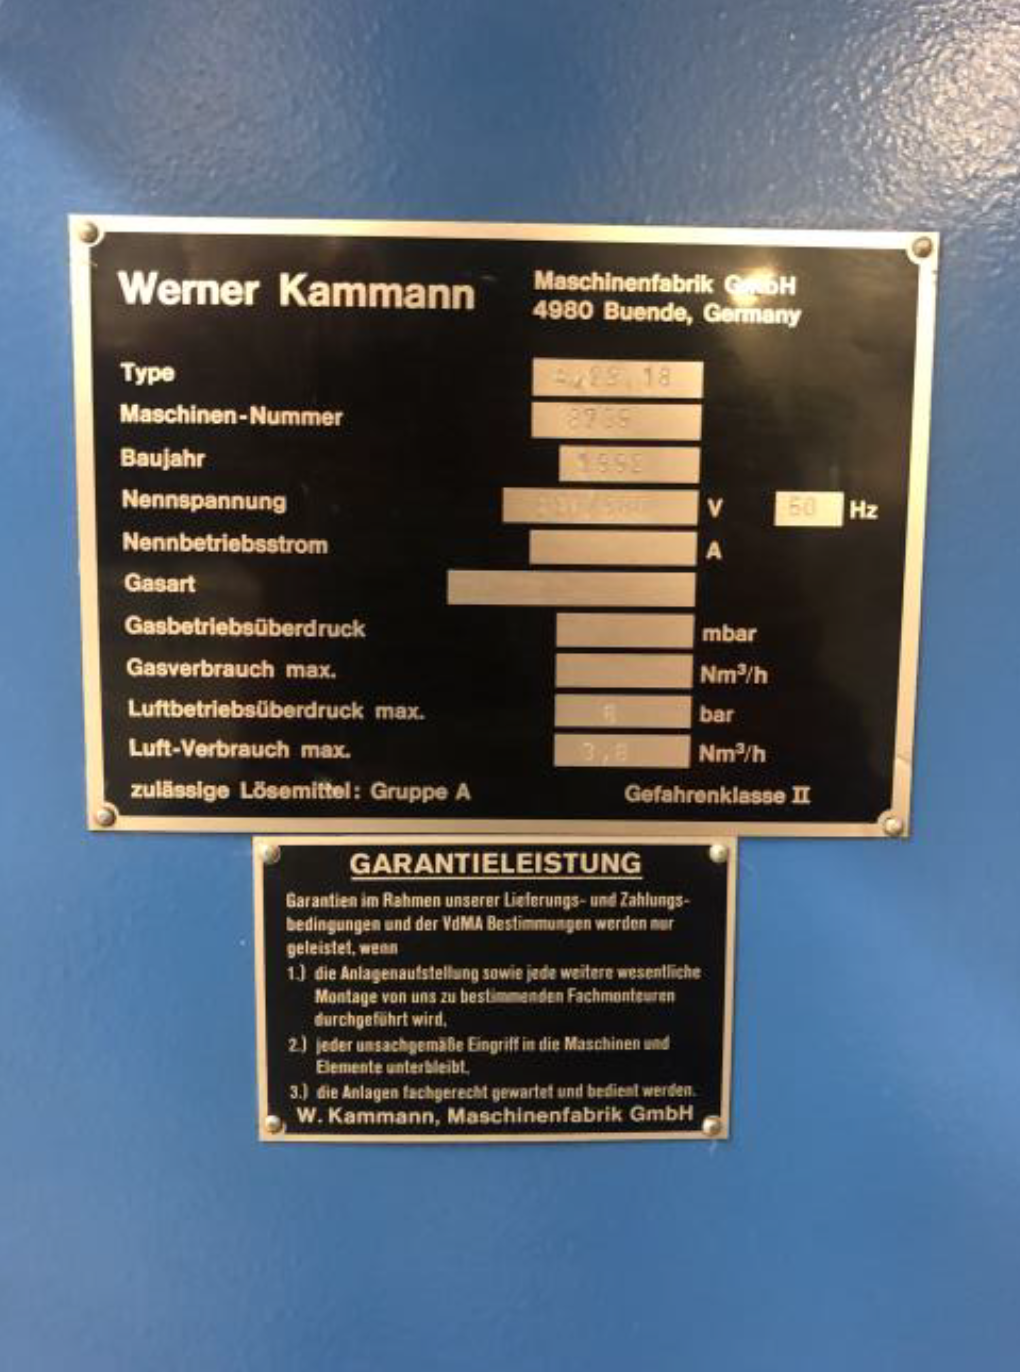 Werner Kammann
Maschinenfabrik GmbH
4980 Buende, Germany
Type 18
Maschinen-Nummer
Baujahr
Nennspannung V 50 Hz
Nennbetriebsstrom A
Gasart
Gasbetriebsüberdruck mbar
Gasverbrauch max. Nm³/h
Luftbetriebsüberdruck max. bar
Luft-Verbrauch max. Nm³/h
zulässige Lösemittel: Gruppe A Gefahrenklasse II
GARANTIELEISTUNG
Garantien im Rahmen unserer Lieferungs- und Zahlungs-
bedingungen und der VdMA Bestimmungen werden nur
geleistet, wenn
1.) die Anlagenaufstellung sowie jede weitere wesentliche
Montage von uns zu bestimmenden Fachmonteuren
durchgeführt wird,
2.) jeder unsachgemäße Eingriff in die Maschinen und
Elemente unterbleibt,
3.) die Anlagen fachgerecht gewartet und bedient werden.
W. Kammann, Maschinenfabrik GmbH